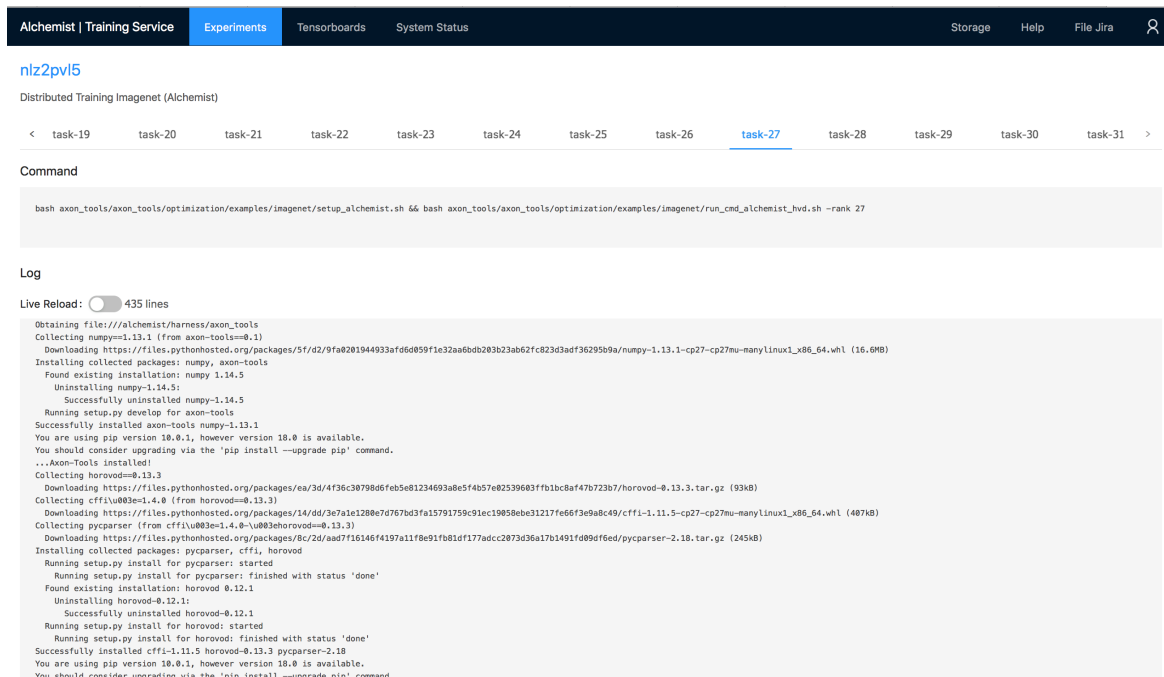 Alchemist | Training Service Experiments Tensorboards System Status Storage Help File Jira
nlz2pvl5
Distributed Training Imagenet (Alchemist)
< task-19 task-20 task-21 task-22 task-23 task-24 task-25 task-26 task-27 task-28 task-29 task-30 task-31 >
Command
bash axon_tools/axon_tools/optimization/examples/imagenet/setup_alchemist.sh && bash axon_tools/axon_tools/optimization/examples/imagenet/run_cmd_alchemist_hvd.sh -rank 27
Log
Live Reload: 435 lines
Obtaining file:///alchemist/harness/axon_tools
Collecting numpy==1.13.1 (from axon-tools==0.1)
Downloading https://files.pythonhosted.org/packages/5f/d2/9fa0201944933afd6d059f1e32aa6bdb203b23ab62fc823d3adf36295b9a/numpy-1.13.1-cp27-cp27mu-manylinux1_x86_64.whl (16.6MB)
Installing collected packages: numpy, axon-tools
Found existing installation: numpy 1.14.5
Uninstalling numpy-1.14.5:
Successfully uninstalled numpy-1.14.5
Running setup.py develop for axon-tools
Successfully installed axon-tools numpy-1.13.1
You are using pip version 10.0.1, however version 18.0 is available.
You should consider upgrading via the 'pip install --upgrade pip' command.
...Axon-Tools installed!
Collecting horovod==0.13.3
Downloading https://files.pythonhosted.org/packages/ea/3d/4f36c30798d6feb5e81234693a8e5f4b57e02539603ffb1bc8af47b723b7/horovod-0.13.3.tar.gz (93kB)
Collecting cffi\u003e=1.4.0 (from horovod==0.13.3)
Downloading https://files.pythonhosted.org/packages/14/dd/3e7a1e1280e7d767bd3fa15791759c91ec19058ebe31217fe66f3e9a8c49/cffi-1.11.5-cp27-cp27mu-manylinux1_x86_64.whl (407kB)
Collecting pycparser (from cffi\u003e=1.4.0-\u003ehorovod==0.13.3)
Downloading https://files.pythonhosted.org/packages/8c/2d/aad7f16146f4197a11f8e91fb81df177adcc2073d36a17b1491fd09df6ed/pycparser-2.18.tar.gz (245kB)
Installing collected packages: pycparser, cffi, horovod
Running setup.py install for pycparser: started
Running setup.py install for pycparser: finished with status 'done'
Found existing installation: horovod 0.12.1
Uninstalling horovod-0.12.1:
Successfully uninstalled horovod-0.12.1
Running setup.py install for horovod: started
Running setup.py install for horovod: finished with status 'done'
Successfully installed cffi-1.11.5 horovod-0.13.3 pycparser-2.18
You are using pip version 10.0.1, however version 18.0 is available.
You should consider upgrading via the 'pip install --upgrade pip' command.